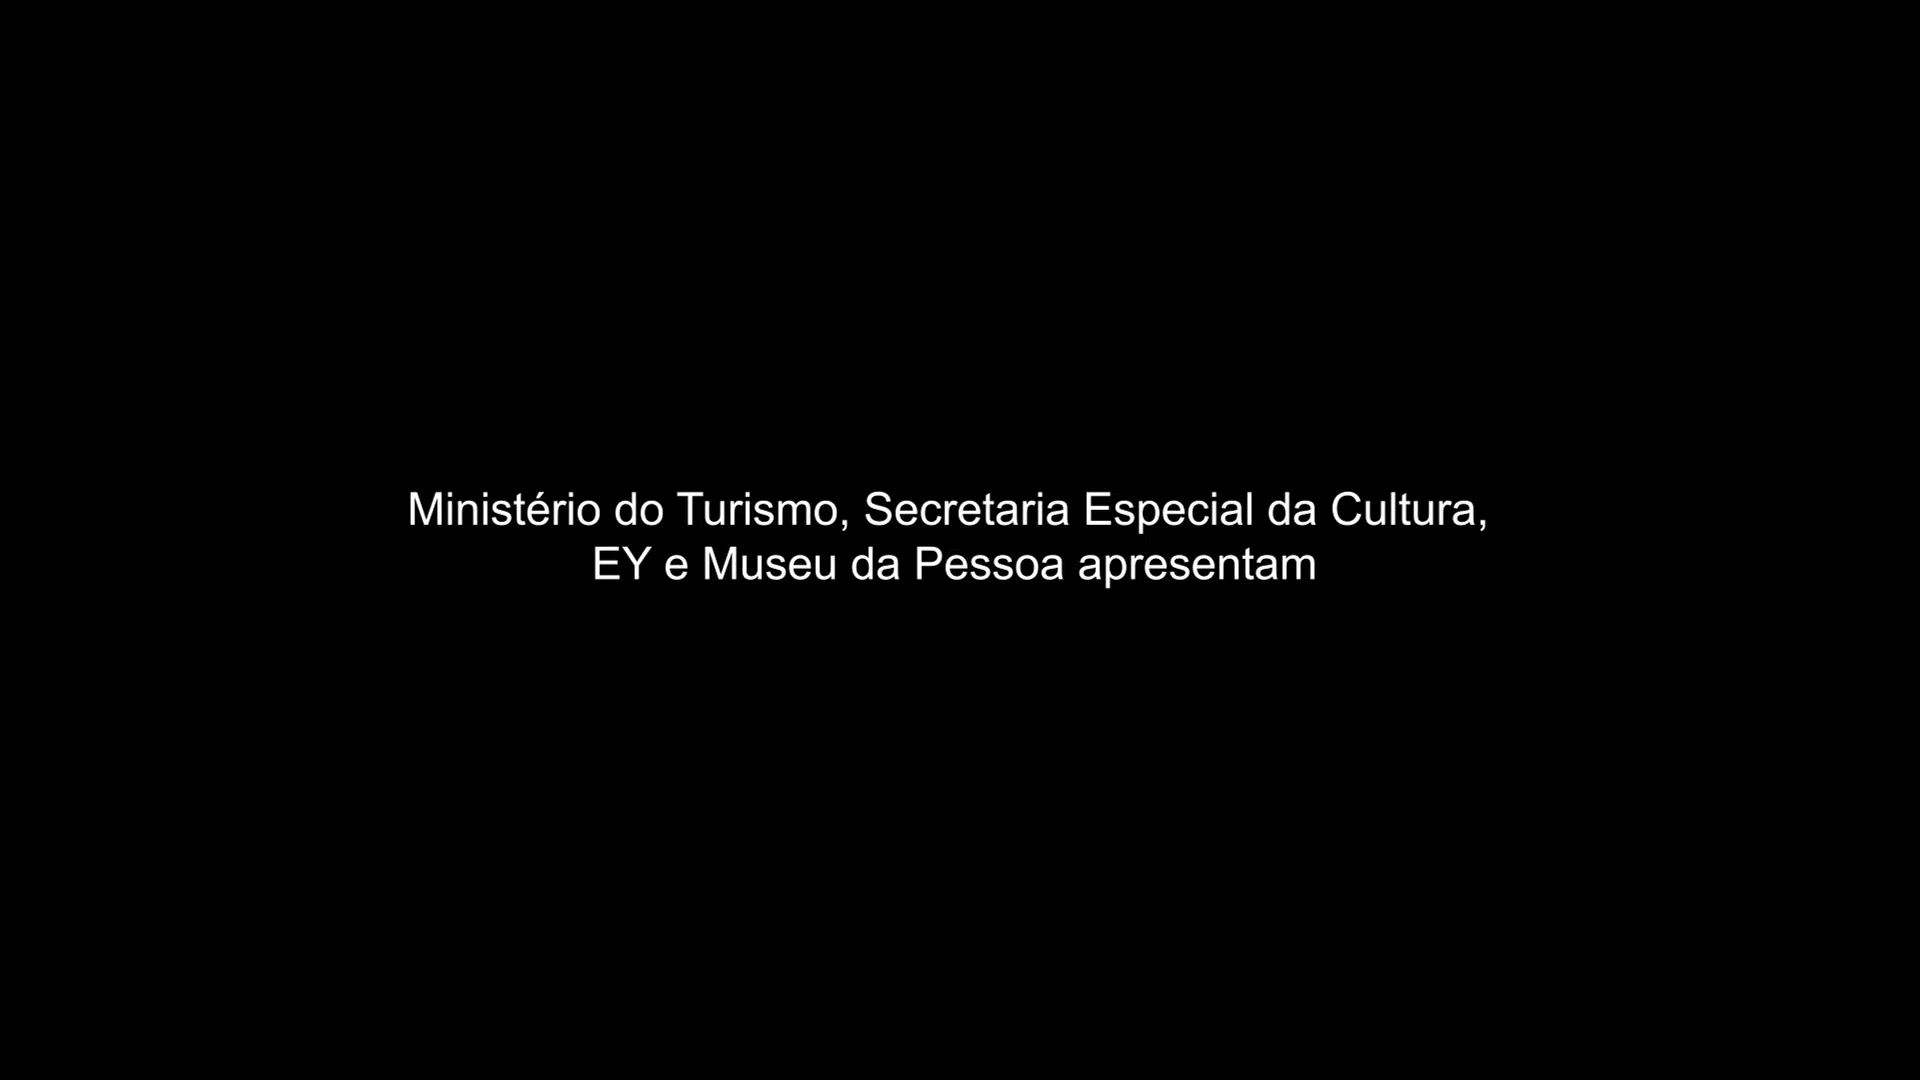 Ministério do Turismo, Secretaria Especial da Cultura,
EY e Museu da Pessoa apresentam